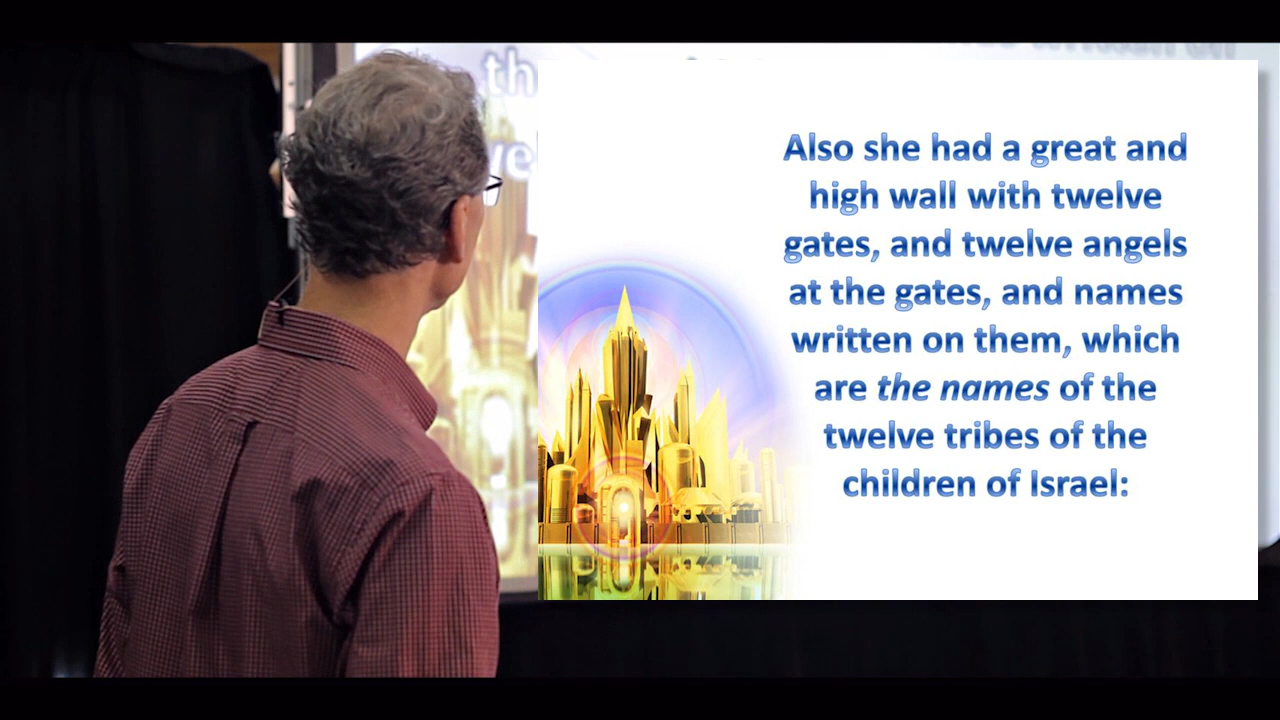 Also she had a great and
high wall with twelve
gates, and twelve angels
at the gates, and names
written on them, which
are the names of the
twelve tribes of the
children of Israel: